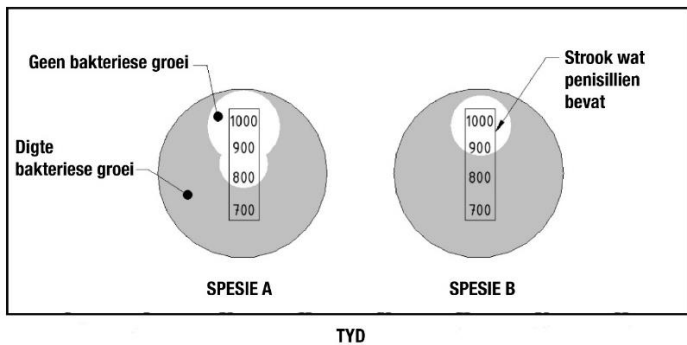 Geen bakteriese groei
Strook wat
penisillien
bevat
Digte
bakteriese groei
1000
900
800
700
1000
900
800
700
SPESIE A
SPESIE B
TYD